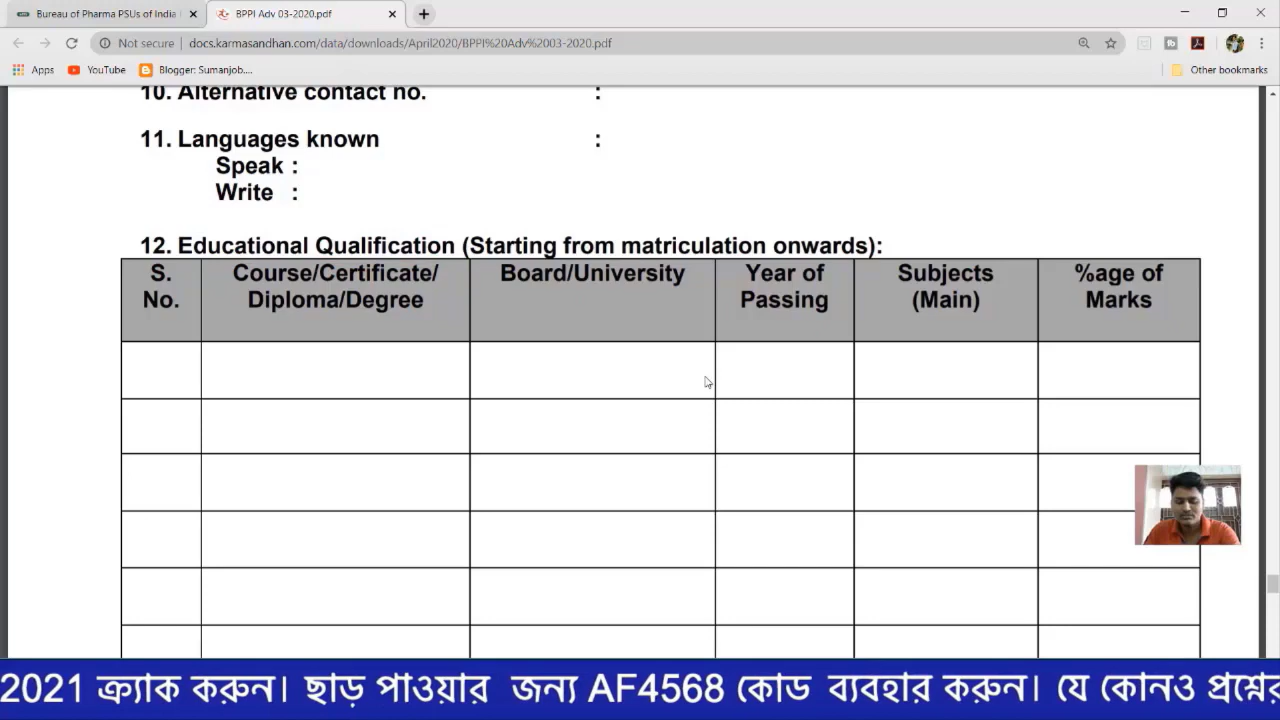 Bureau of Pharma PSUs of India
BPPI Adv 03-2020.pdf
Not secure
docs.karmasandhan.com/data/downloads/April2020/BPPI%20Adv%2003-2020.pdf
Apps
YouTube
Blogger: Sumanjob....
Other bookmarks
10. Alternative contact no. :
11. Languages known :
Speak :
Write :
12. Educational Qualification (Starting from matriculation onwards):
S. No.
Course/Certificate/
Diploma/Degree
Board/University
Year of
Passing
Subjects
(Main)
%age of
Marks
2021 ক্র্যাক করুন। ছাড় পাওয়ার জন্য AF4568 কোড ব্যবহার করুন। যে কোনও প্রশ্নের